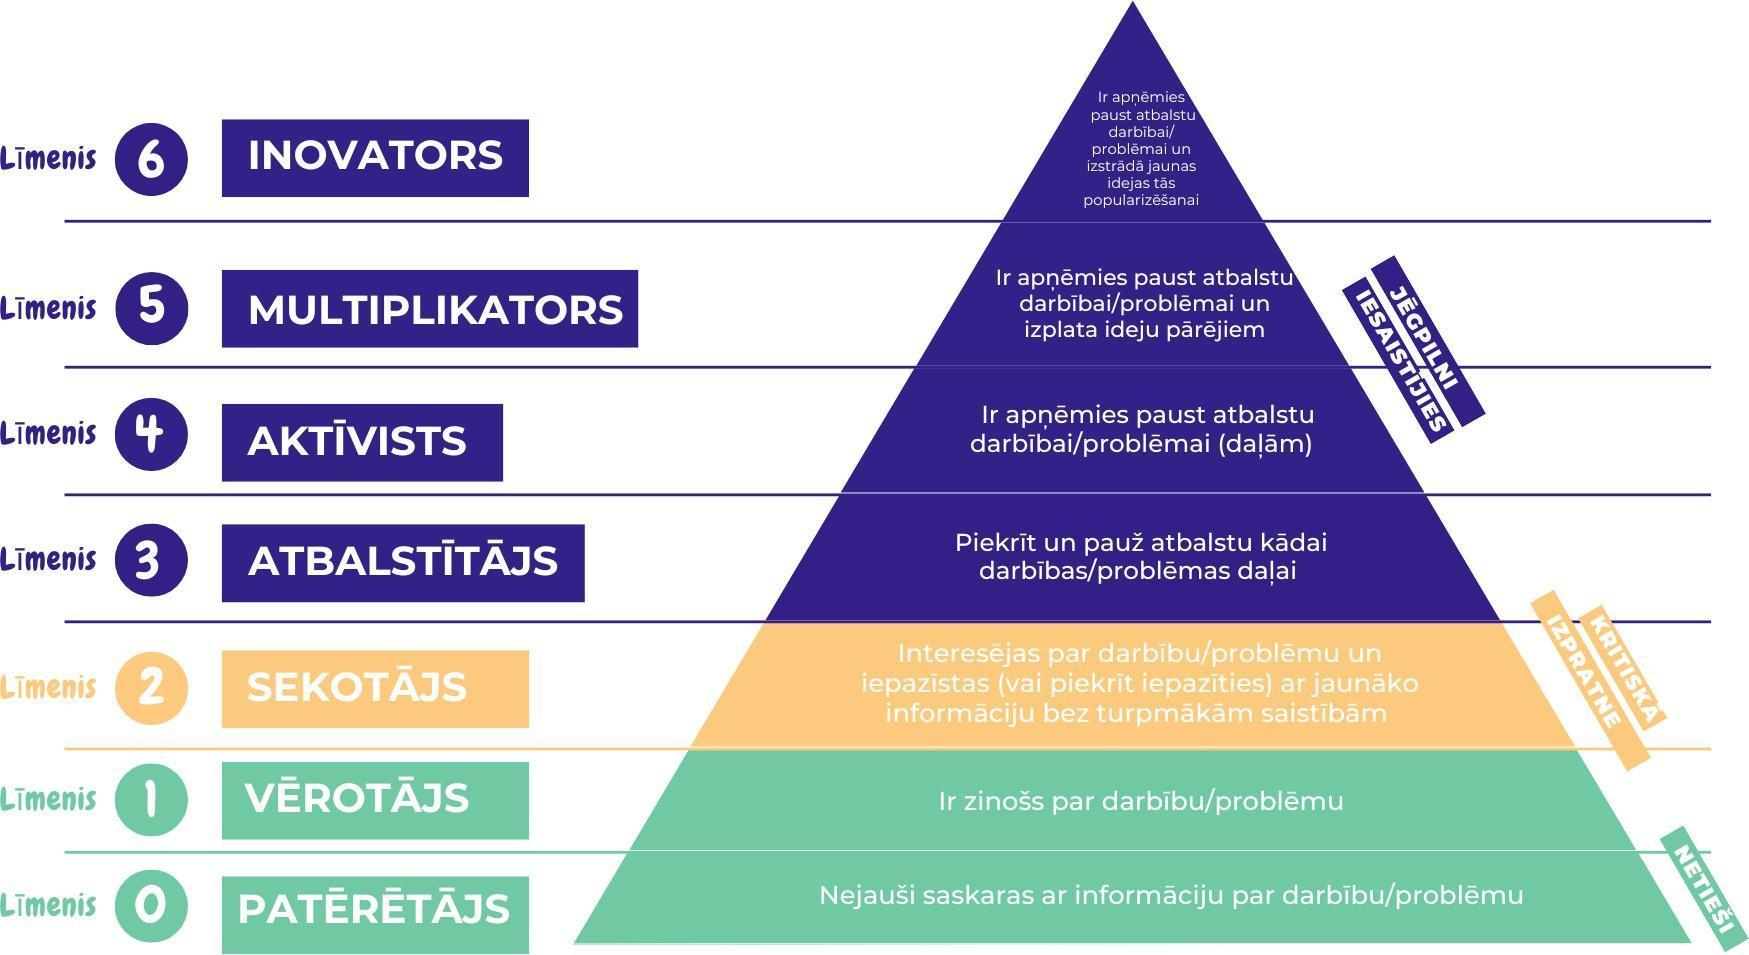 Līmenis 6 INOVATORS
Ir apņēmies
paust atbalstu
darbībai/
problēmai un
izstrādā jaunas
idejas tās
popularizēšanai
Līmenis 5 MULTIPLIKATORS
Ir apņēmies paust atbalstu
darbībai/problēmai un
izplata ideju pārējiem
JĒGPILNI
IESAISTĪJIES
Līmenis 4 AKTĪVISTS
Ir apņēmies paust atbalstu
darbībai/problēmai (daļām)
Līmenis 3 ATBALSTĪTĀJS
Piekrīt un pauž atbalstu kādai
darbības/problēmas daļai
Līmenis 2 SEKOTĀJS
Interesējas par darbību/problēmu un
iepazīstas (vai piekrīt iepazīties) ar jaunāko
informāciju bez turpmākām saistībām
KRITISKĀ
IZPRATNE
Līmenis 1 VĒROTĀJS
Ir zinošs par darbību/problēmu
Līmenis 0 PATĒRĒTĀJS
Nejauši saskaras ar informāciju par darbību/problēmu
NETIEŠI